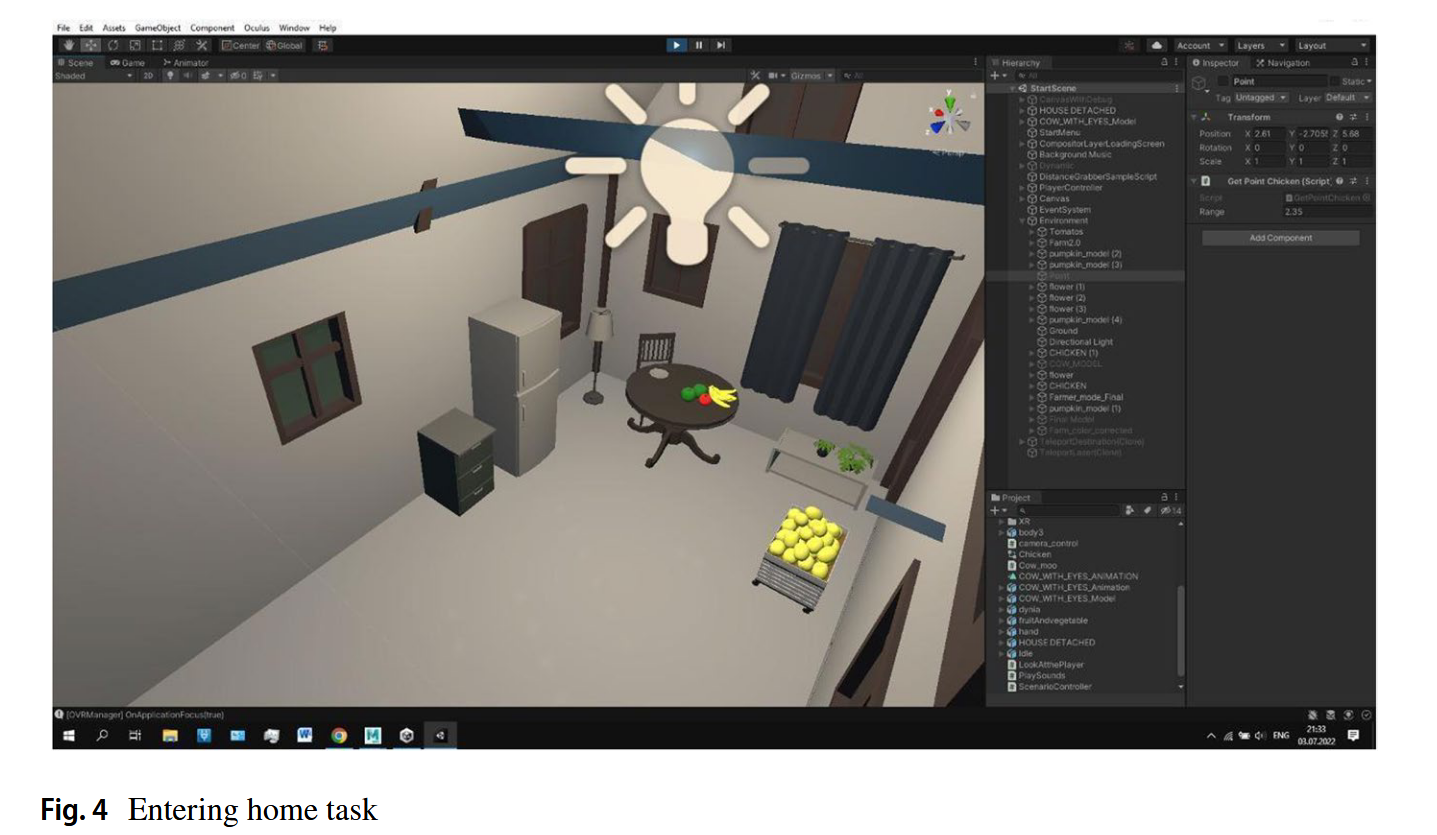 File Edit Assets GameObject Component Oculus Window Help
Center Global Account Layers Layout
Scene Game Animator
Shaded 2D 0 Gizmos All
Hierarchy
All
StartScene
CanvasWithDebug
HOUSE DETACHED
COW_WITH_EYES_Model
StartMenu
CompositorLayerLoadingScreen
Background Music
Dynamic
DistanceGrabberSampleScript
PlayerController
Canvas
EventSystem
Environment
Tomatos
Farm2.0
pumpkin_model (2)
pumpkin_model (3)
Point
flower (1)
flower (2)
flower (3)
pumpkin_model (4)
Ground
Directional Light
CHICKEN (1)
COW_MODEL
flower
CHICKEN
Farmer_mode_Final
pumpkin_model (1)
Final Model
Farm_color_corrected
TeleportDestination(Clone)
TeleportLaser(Clone)
Inspector Navigation
Point Static
Tag Untagged Layer Default
Transform
Position X 2.61 Y -2.705 Z 5.68
Rotation X 0 Y 0 Z 0
Scale X 1 Y 1 Z 1
Get Point Chicken (Script)
Script GetPointChicken
Range 2.35
Add Component
y
x
z
Persp
Project
14
XR
body3
camera_control
Chicken
Cow_moo
COW_WITH_EYES_ANIMATION
COW_WITH_EYES_Animation
COW_WITH_EYES_Model
dynia
fruitAndvegetable
hand
HOUSE DETACHED
Idle
LookAtthePlayer
PlaySounds
ScenarioController
[OVRManager] OnApplicationFocus(true)
ENG 21:33
03.07.2022
Fig. 4 Entering home task